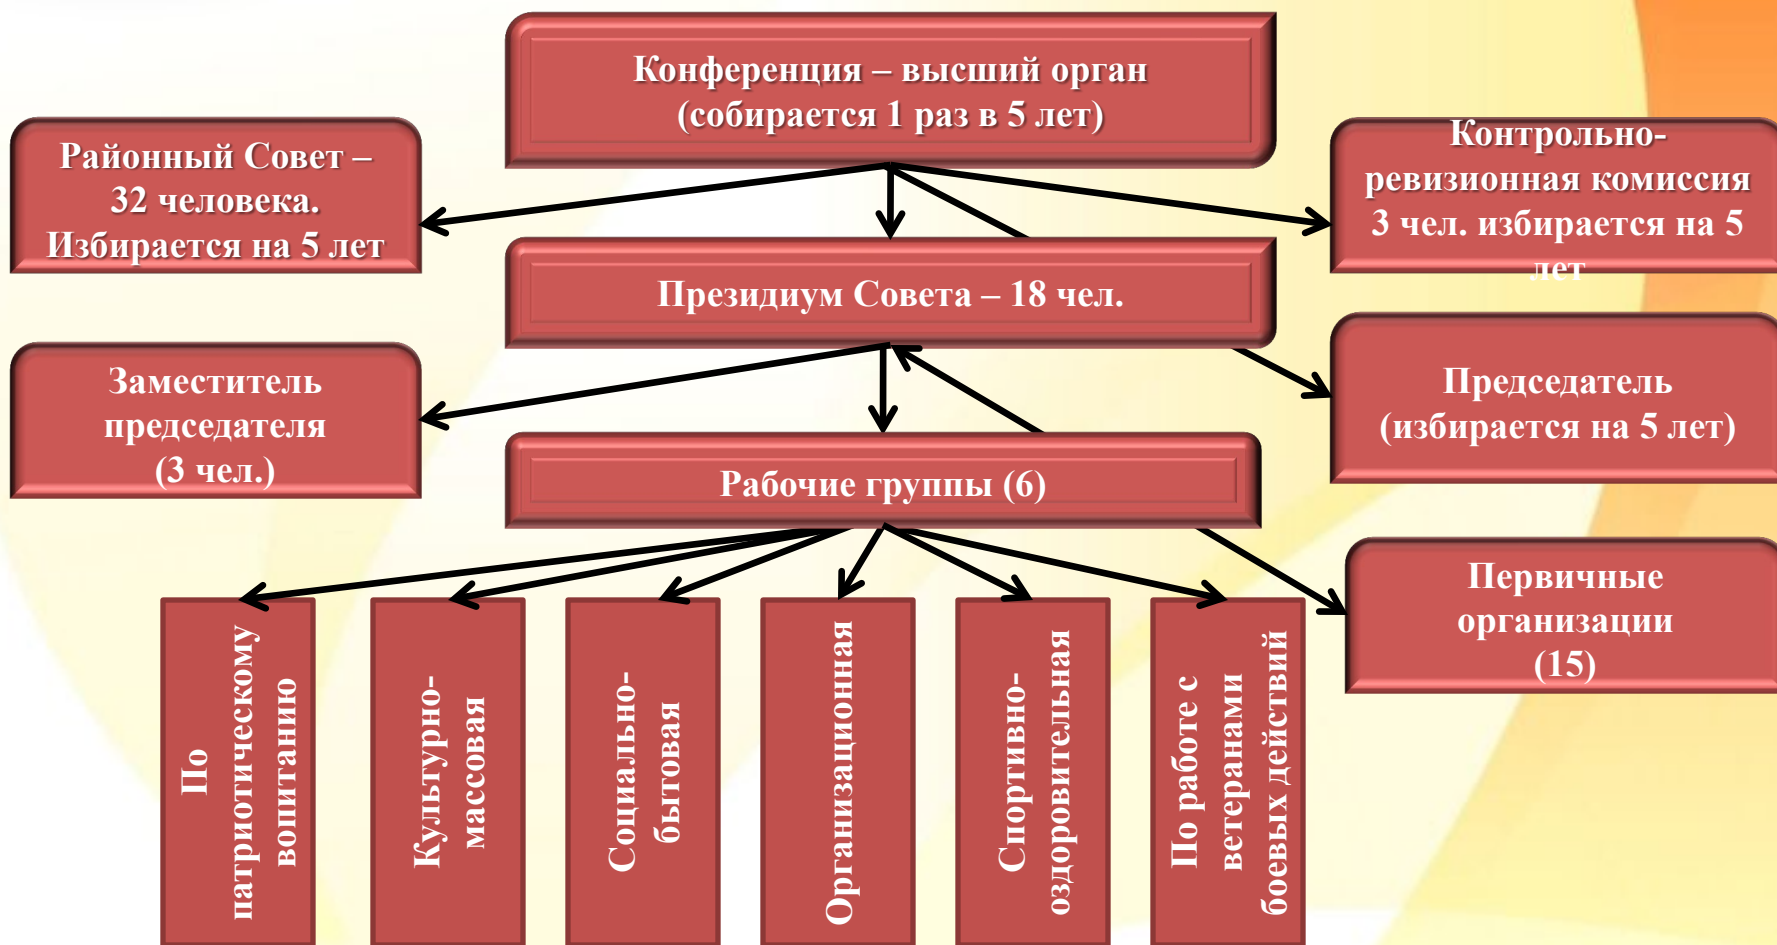 Конференция – высший орган
(собирается 1 раз в 5 лет)
Районный Совет –
32 человека.
Избирается на 5 лет
Контрольно-
ревизионная комиссия
3 чел. избирается на 5
лет
Президиум Совета – 18 чел.
Заместитель
председателя
(3 чел.)
Председатель
(избирается на 5 лет)
Рабочие группы (6)
Первичные
организации
(15)
По
патриотическому
вопитанию
Культурно-
массовая
Социально-
бытовая
Организационная
Спортивно-
оздоровительная
По работе с
ветеранами
боевых действий